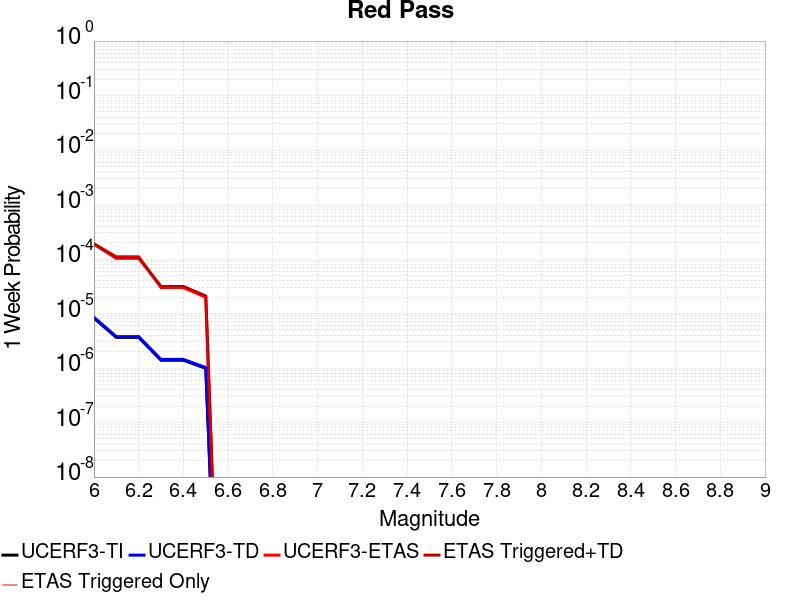 Red Pass
10^0
10^-1
10^-2
10^-3
10^-4
10^-5
10^-6
10^-7
10^-8
1 Week Probability
6 6.2 6.4 6.6 6.8 7 7.2 7.4 7.6 7.8 8 8.2 8.4 8.6 8.8 9
Magnitude
UCERF3-TI UCERF3-TD UCERF3-ETAS ETAS Triggered+TD
ETAS Triggered Only